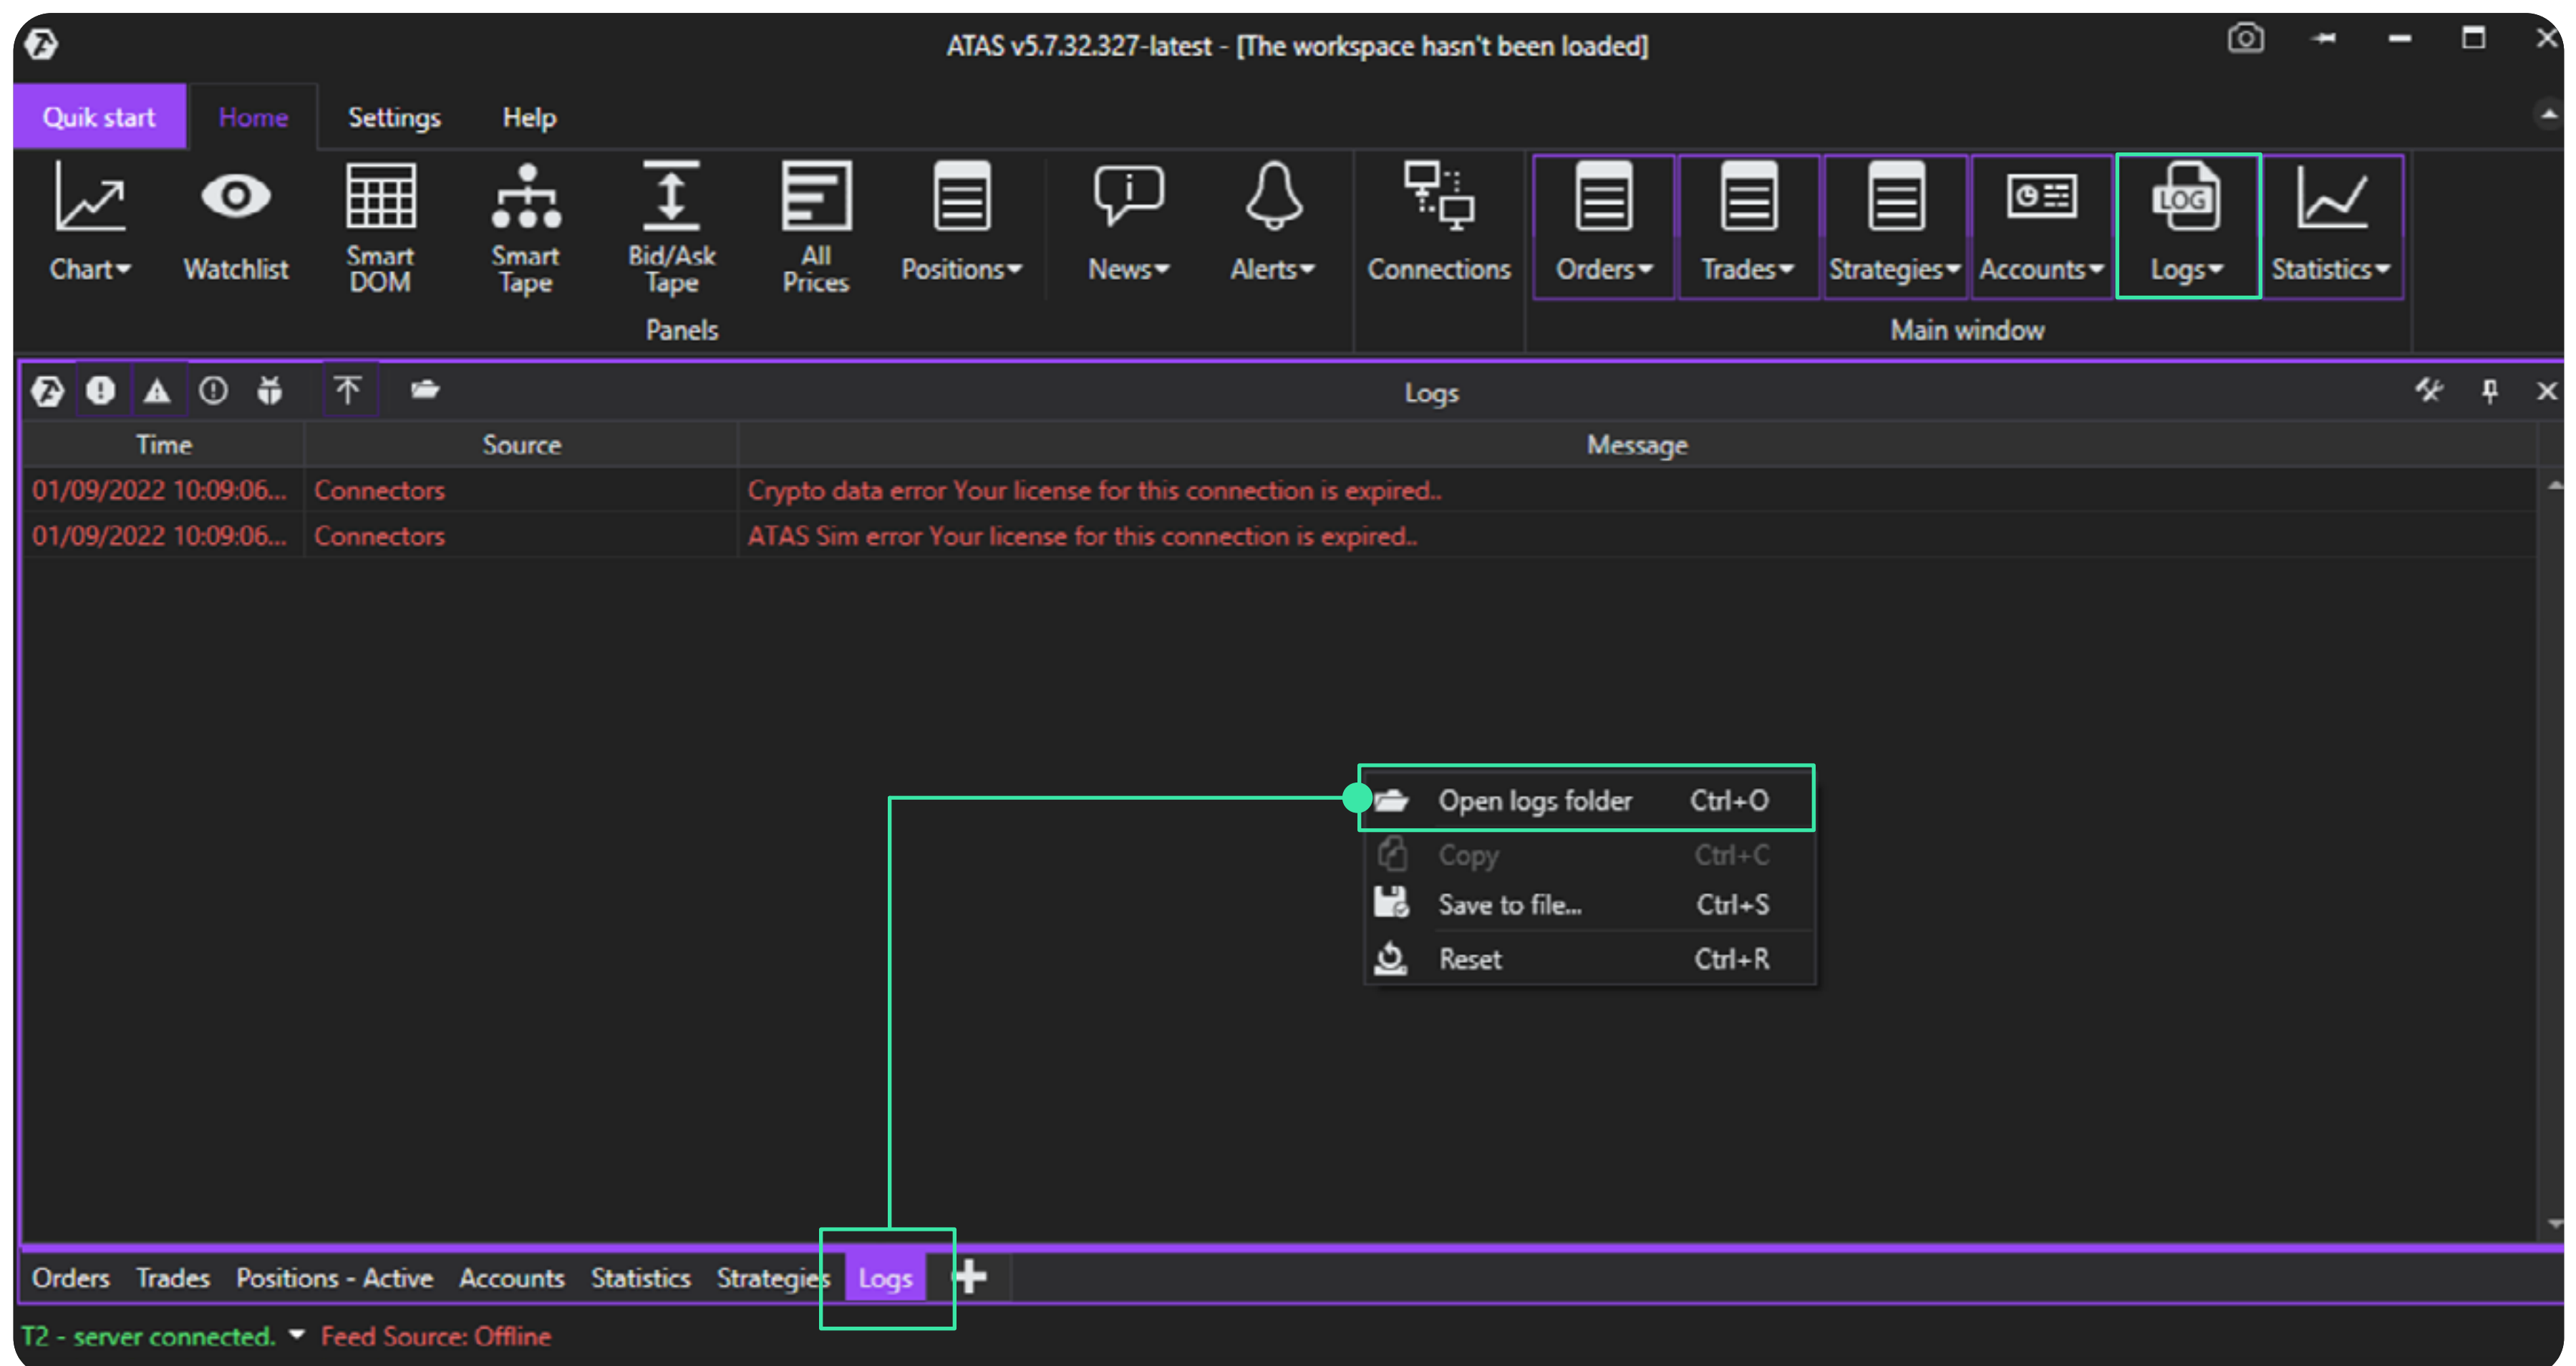 ATAS v5.7.32.327-latest - [The workspace hasn't been loaded]
Quik start Home Settings Help
Chart Watchlist Smart DOM Smart Tape Bid/Ask Tape All Prices Positions News Alerts Connections Orders Trades Strategies Accounts LOG Logs Statistics
Panels Main window
Logs
Time Source Message
01/09/2022 10:09:06... Connectors Crypto data error Your license for this connection is expired..
01/09/2022 10:09:06... Connectors ATAS Sim error Your license for this connection is expired..
Open logs folder Ctrl+O
Copy Ctrl+C
Save to file... Ctrl+S
Reset Ctrl+R
Orders Trades Positions - Active Accounts Statistics Strategies Logs
T2 - server connected. Feed Source: Offline